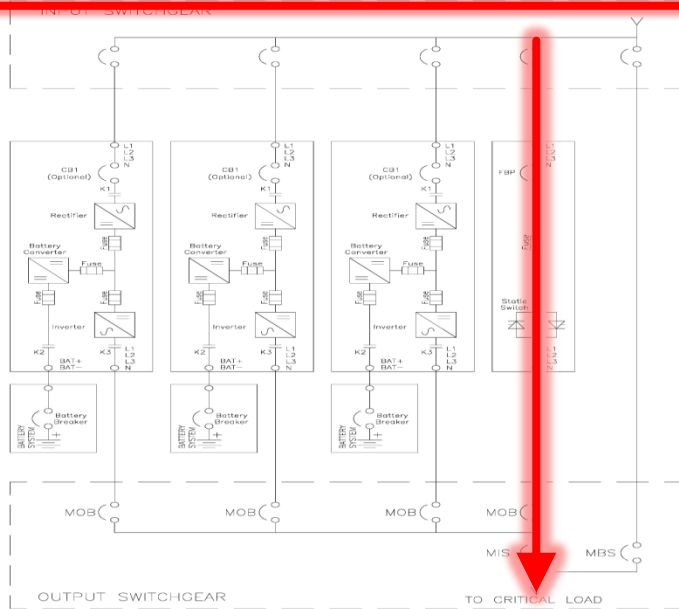 INPUT SWITCHGEAR
L1
L2
L3
N
CB1
(Optional)
K1
Rectifier
Fuse
Battery
Converter
Fuse
Fuse
Fuse
Inverter
K2
K3
L1
L2
L3
N
BAT+
BAT-
Battery
Breaker
BATTERY
SYSTEM
+
L1
L2
L3
N
CB1
(Optional)
K1
Rectifier
Fuse
Battery
Converter
Fuse
Fuse
Fuse
Inverter
K2
K3
L1
L2
L3
N
BAT+
BAT-
Battery
Breaker
BATTERY
SYSTEM
+
L1
L2
L3
N
CB1
(Optional)
K1
Rectifier
Fuse
Battery
Converter
Fuse
Fuse
Fuse
Inverter
K2
K3
L1
L2
L3
N
BAT+
BAT-
Battery
Breaker
BATTERY
SYSTEM
+
L1
L2
L3
N
FBP
Fuse
Static
Switch
L1
L2
L3
N
MOB
MOB
MOB
MOB
MIS
MBS
OUTPUT SWITCHGEAR
TO CRITICAL LOAD